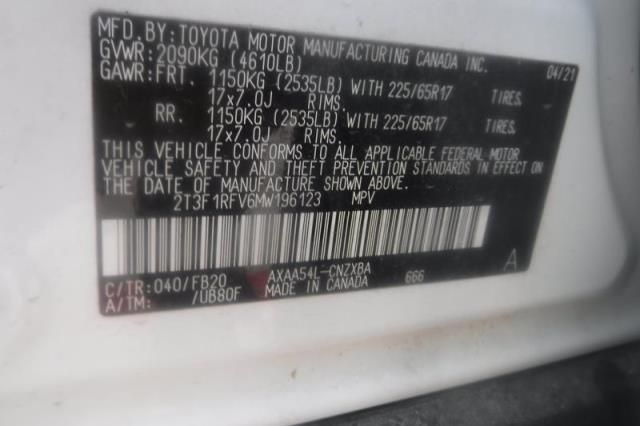 MFD.BY:TOYOTA MOTOR MANUFACTURING CANADA INC. 04/21
GVWR:2090KG (4610LB)
GAWR:FRT. 1150KG (2535LB) WITH 225/65R17 TIRES,
17x7.0J RIMS.
RR. 1150KG (2535LB) WITH 225/65R17 TIRES,
17x7.0J RIMS.
THIS VEHICLE CONFORMS TO ALL APPLICABLE FEDERAL MOTOR
VEHICLE SAFETY AND THEFT PREVENTION STANDARDS IN EFFECT ON
THE DATE OF MANUFACTURE SHOWN ABOVE.
2T3F1RFV6MW196123 MPV
C/TR:040/FB20 AXAA54L-CNZXBA 666 A
A/TM: /UB80F MADE IN CANADA